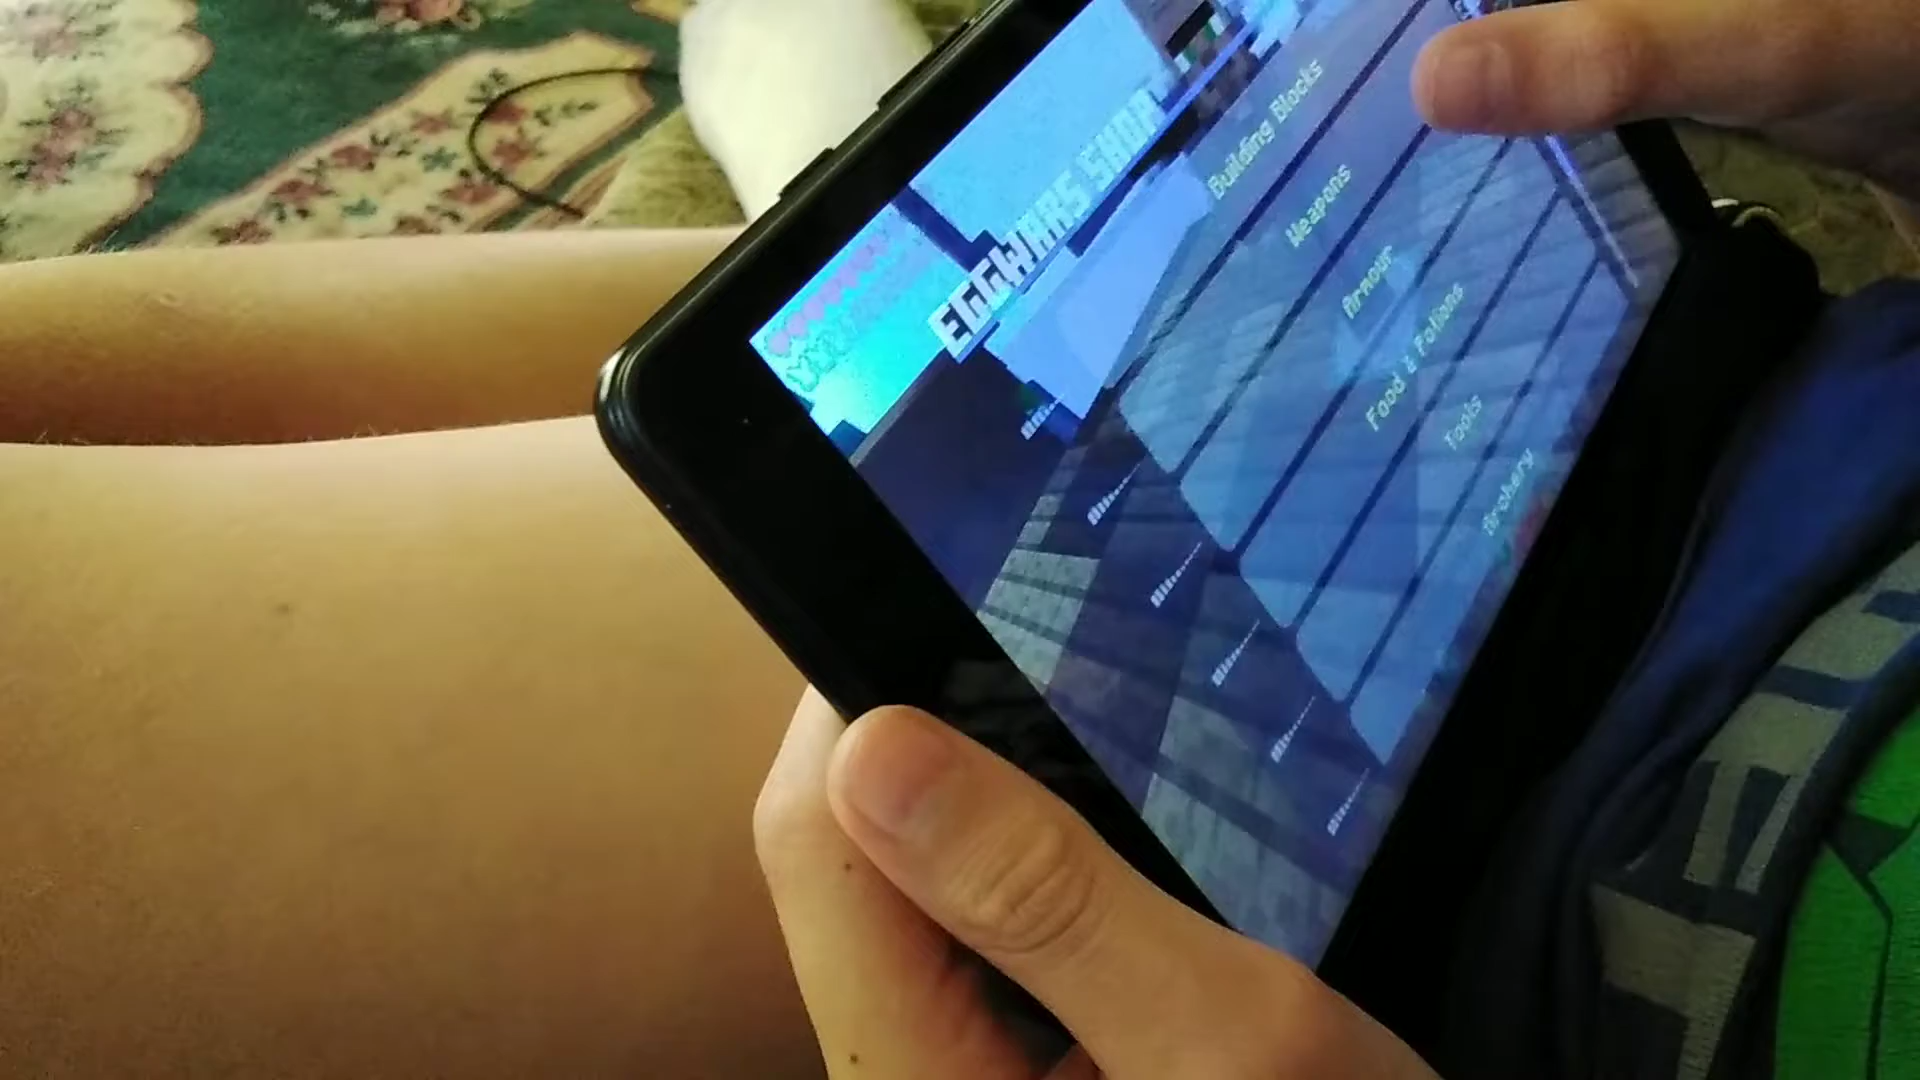 EGGWARS SHOP
Building Blocks
Weapons
Armour
Food & Potions
Tools
Archery